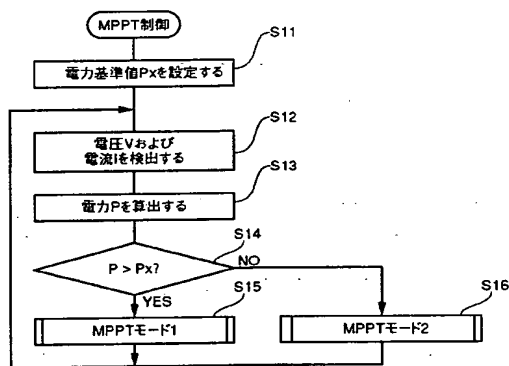 MPPT制御
S11
電力基準値Pxを設定する
S12
電圧Vおよび
電流Iを検出する
S13
電力Pを算出する
S14
P > Px?
NO
YES
S15
MPPTモード1
S16
MPPTモード2